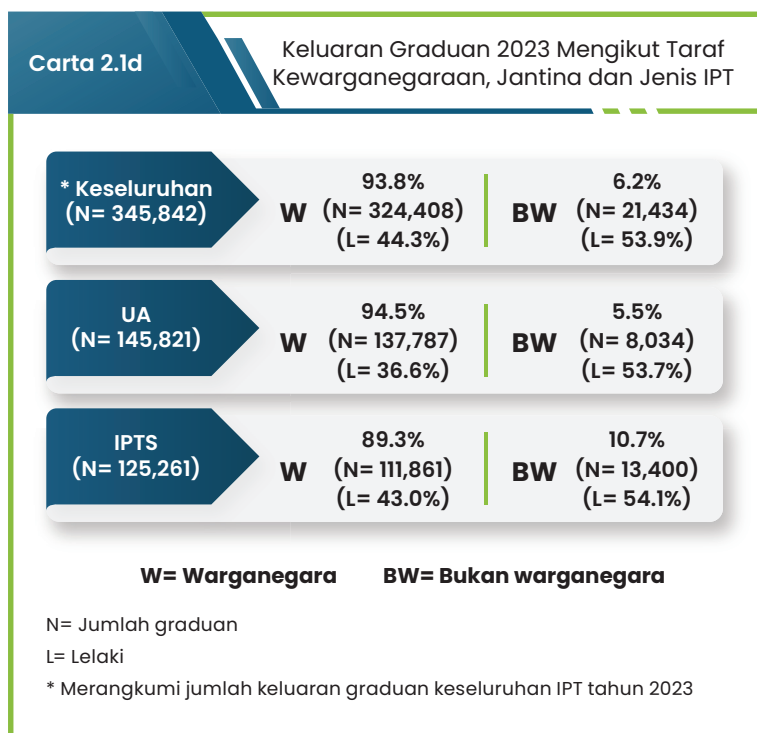 Carta 2.1d
Keluaran Graduan 2023 Mengikut Taraf
Kewarganegaraan, Jantina dan Jenis IPT
* Keseluruhan
(N= 345,842)
W
93.8%
(N= 324,408)
(L= 44.3%)
BW
6.2%
(N= 21,434)
(L= 53.9%)
UA
(N= 145,821)
W
94.5%
(N= 137,787)
(L= 36.6%)
BW
5.5%
(N= 8,034)
(L= 53.7%)
IPTS
(N= 125,261)
W
89.3%
(N= 111,861)
(L= 43.0%)
BW
10.7%
(N= 13,400)
(L= 54.1%)
W= Warganegara BW= Bukan warganegara
N= Jumlah graduan
L= Lelaki
* Merangkumi jumlah keluaran graduan keseluruhan IPT tahun 2023